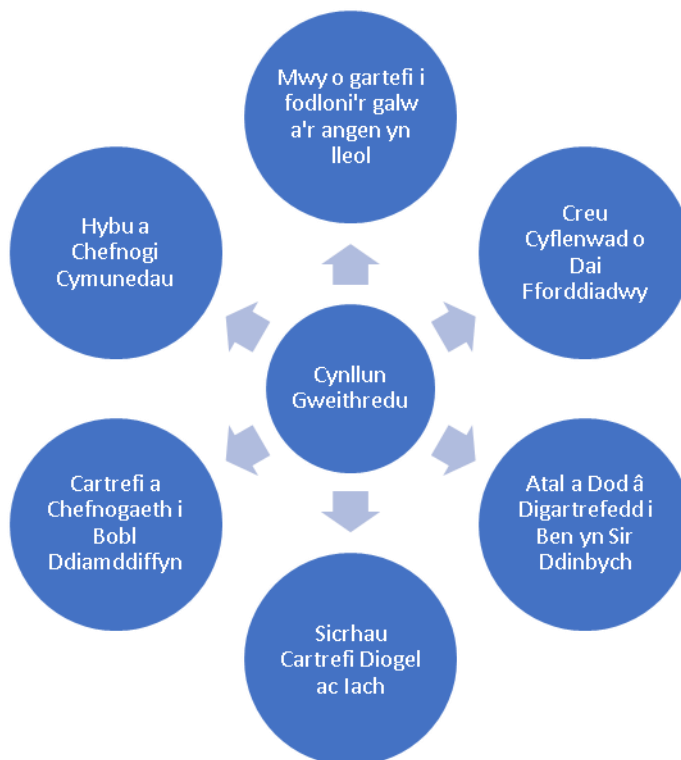 Mwy o gartefi i
fodloni'r galw
a'r angen yn
lleol
Creu
Cyflenwad o
Dai
Fforddiadwy
Atal a Dod â
Digartrefedd i
Ben yn Sir
Ddinbych
Sicrhau
Cartrefi Diogel
ac Iach
Cartrefi a
Chefnogaeth i
Bobl
Ddiamddiffyn
Hybu a
Chefnogi
Cymunedau
Cynllun
Gweithredu